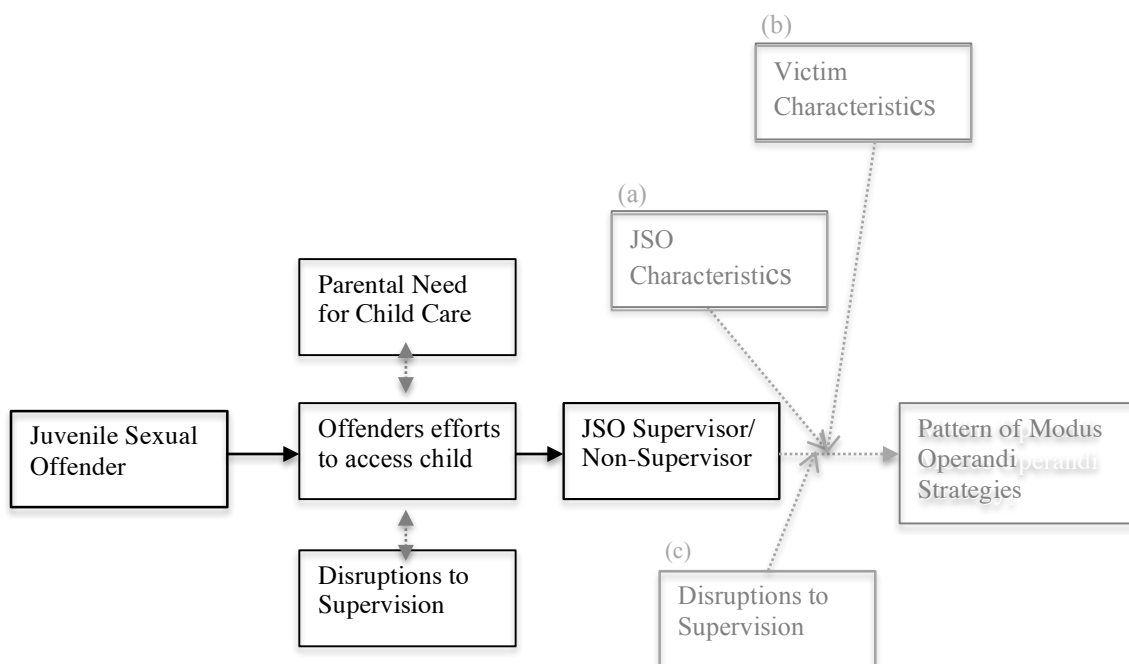 (b)
Victim
Characteristics
(a)
JSO
Characteristics
Parental Need
for Child Care
Juvenile Sexual
Offender
Offenders efforts
to access child
JSO Supervisor/
Non-Supervisor
Pattern of Modus
Operandi
Strategies
Disruptions to
Supervision
(c)
Disruptions to
Supervision